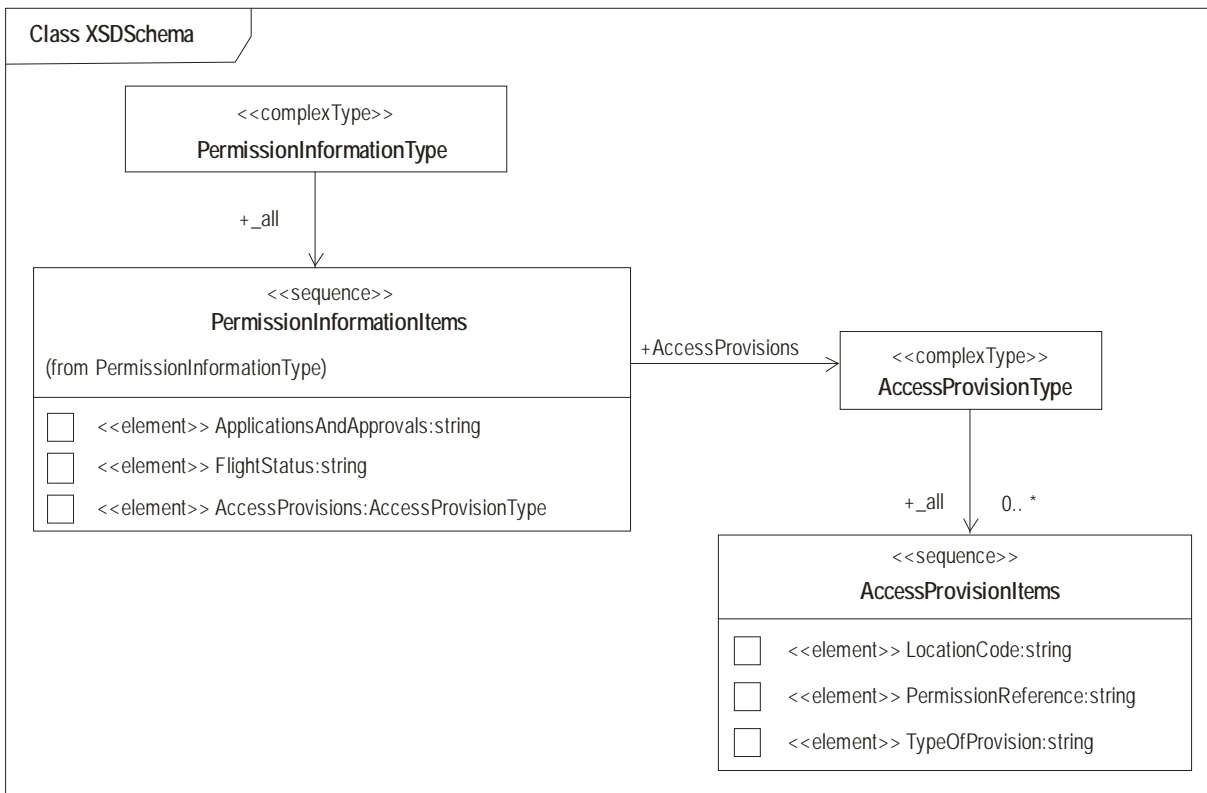 Class XSDSchema
<<complexType>>
PermissionInformationType
+_all
<<sequence>>
PermissionInformationItems
(from PermissionInformationType)
<<element>> ApplicationsAndApprovals:string
<<element>> FlightStatus:string
<<element>> AccessProvisions:AccessProvisionType
+AccessProvisions
<<complexType>>
AccessProvisionType
+_all 0.. *
<<sequence>>
AccessProvisionItems
<<element>> LocationCode:string
<<element>> PermissionReference:string
<<element>> TypeOfProvision:string